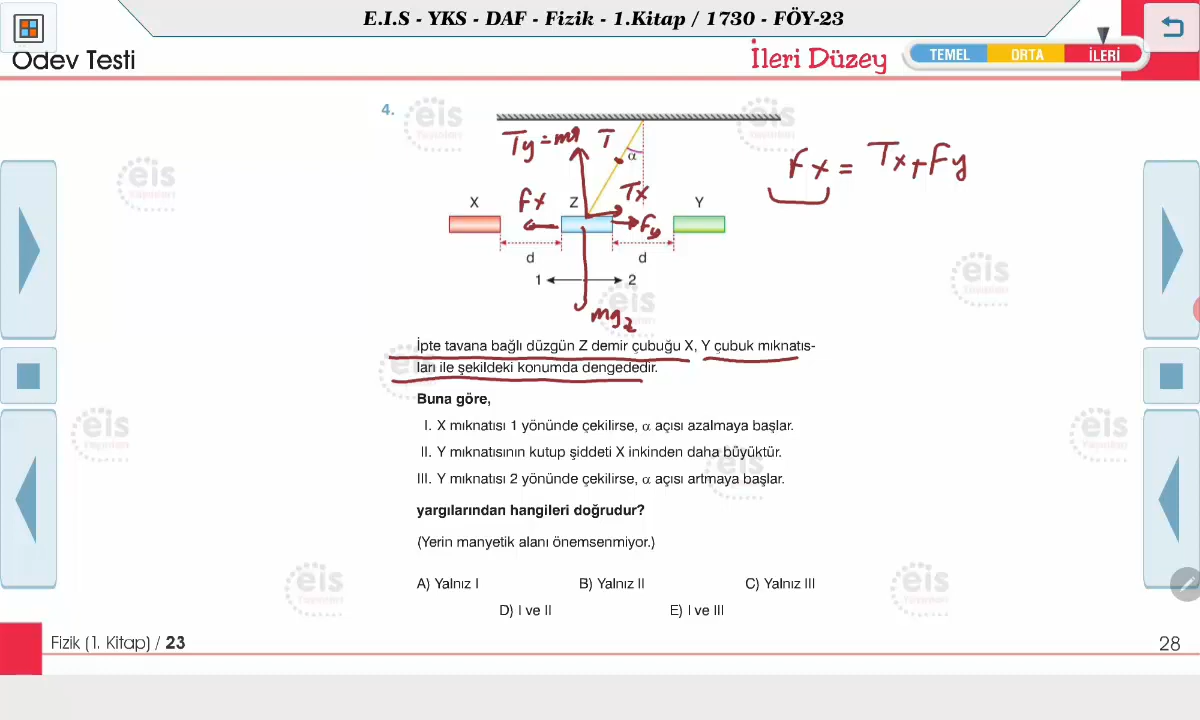 E.I.S - YKS - DAF - Fizik - 1.Kitap / 1730 - FÖY-23
Ödev Testi
İleri Düzey
TEMEL ORTA İLERİ
4.
Ty = mg T α
Fx = Tx + Fy
X Fx Z Tx Fy Y
d d
1 2
mgz
İpte tavana bağlı düzgün Z demir çubuğu X, Y çubuk mıknatıs-
ları ile şekildeki konumda dengededir.
Buna göre,
I. X mıknatısı 1 yönünde çekilirse, α açısı azalmaya başlar.
II. Y mıknatısının kutup şiddeti X inkinden daha büyüktür.
III. Y mıknatısı 2 yönünde çekilirse, α açısı artmaya başlar.
yargılarından hangileri doğrudur?
(Yerin manyetik alanı önemsenmiyor.)
A) Yalnız I B) Yalnız II C) Yalnız III
D) I ve II E) I ve III
Fizik (1. Kitap) / 23
28
eis
Yayınları